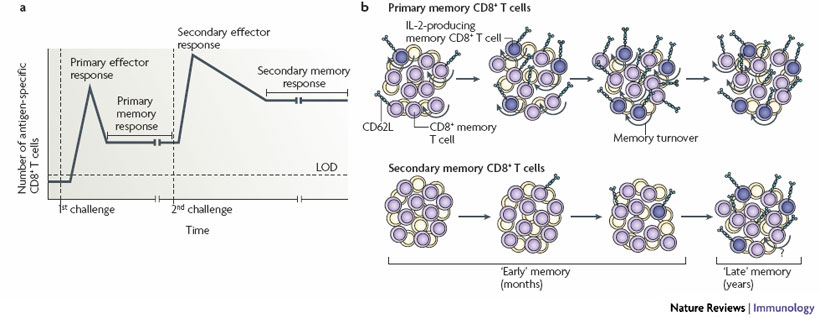 a
Number of antigen-specific
CD8⁺ T cells
Primary effector
response
Primary
memory
response
Secondary effector
response
Secondary memory
response
LOD
1st challenge
2nd challenge
Time
b
Primary memory CD8⁺ T cells
IL-2-producing
memory CD8⁺ T cell
CD62L
CD8⁺ memory
T cell
Memory turnover
Secondary memory CD8⁺ T cells
?
'Early' memory
(months)
'Late' memory
(years)
Nature Reviews | Immunology